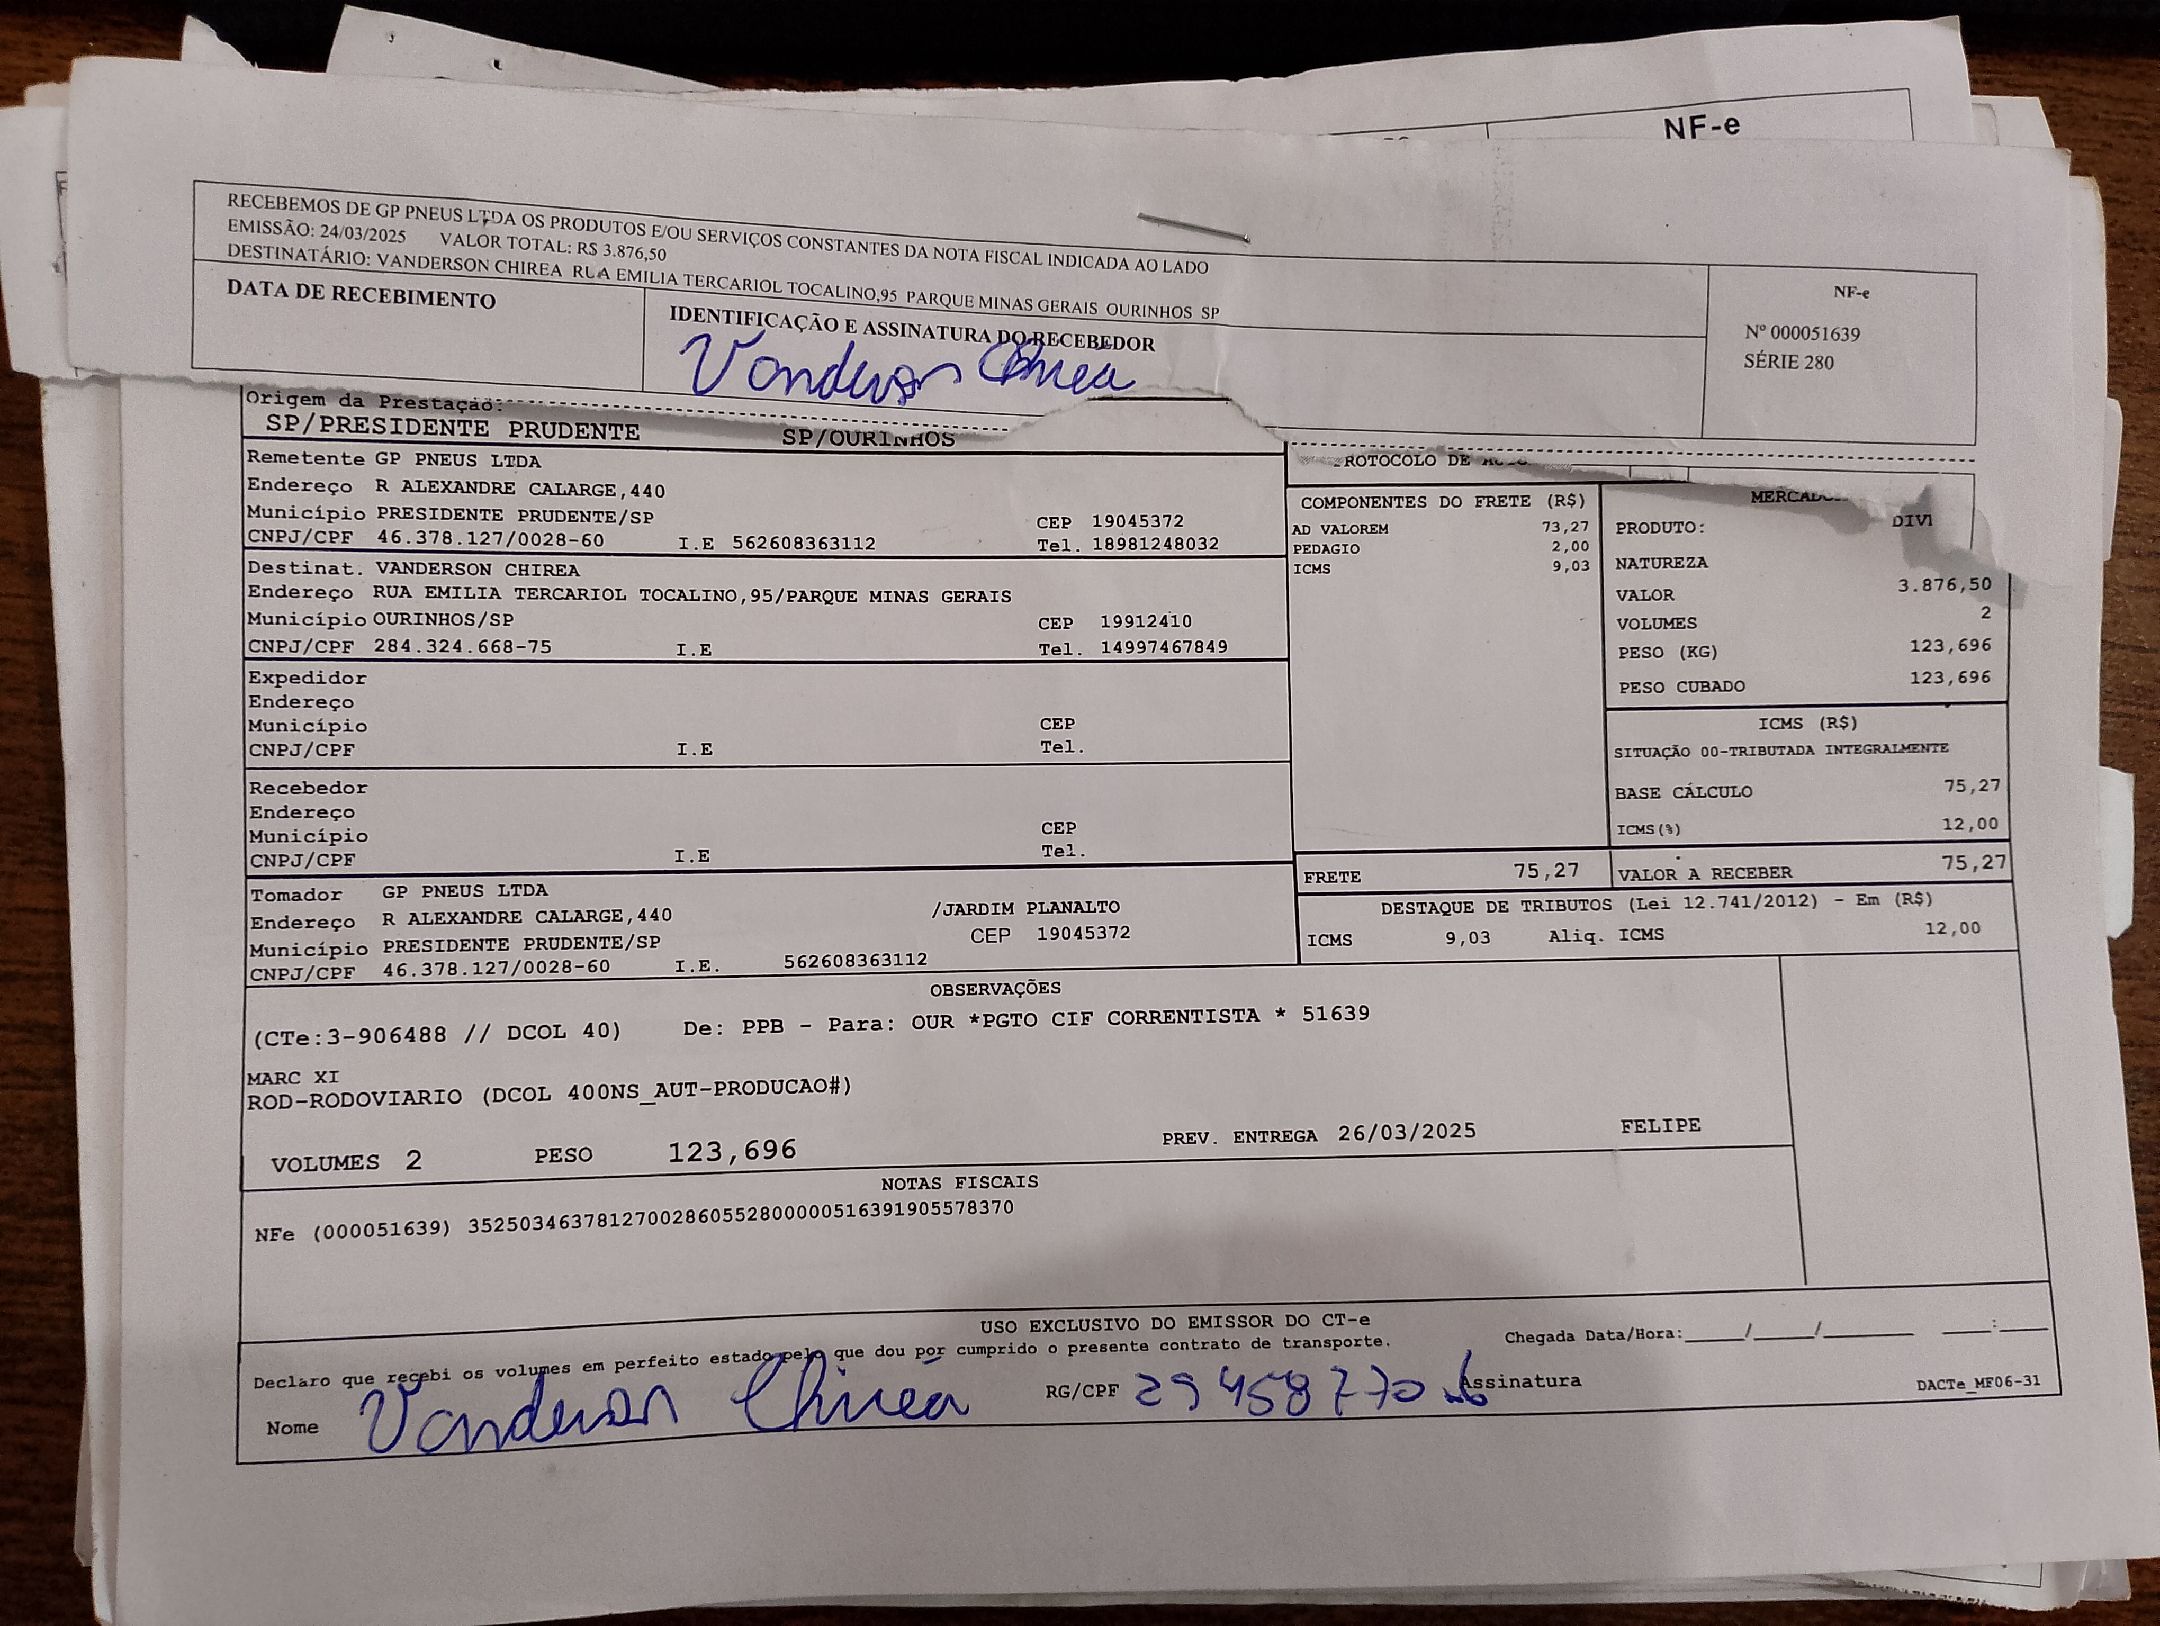 NF-e
RECEBEMOS DE GP PNEUS LTDA OS PRODUTOS E/OU SERVIÇOS CONSTANTES DA NOTA FISCAL INDICADA AO LADO
EMISSÃO: 24/03/2025 VALOR TOTAL: R$ 3.876,50
DESTINATÁRIO: VANDERSON CHIREA RUA EMILIA TERCARIOL TOCALINO,95 PARQUE MINAS GERAIS OURINHOS SP
DATA DE RECEBIMENTO
IDENTIFICAÇÃO E ASSINATURA DO RECEBEDOR
Vanderson Chirea
NF-e
Nº 000051639
SÉRIE 280
Origem da Prestação:
SP/PRESIDENTE PRUDENTE SP/OURINHOS
Remetente GP PNEUS LTDA
Endereço R ALEXANDRE CALARGE,440
Município PRESIDENTE PRUDENTE/SP CEP 19045372
CNPJ/CPF 46.378.127/0028-60 I.E 562608363112 Tel. 18981248032
Destinat. VANDERSON CHIREA
Endereço RUA EMILIA TERCARIOL TOCALINO,95/PARQUE MINAS GERAIS
Município OURINHOS/SP CEP 19912410
CNPJ/CPF 284.324.668-75 I.E Tel. 14997467849
Expedidor
Endereço
Município CEP
CNPJ/CPF I.E Tel.
Recebedor
Endereço
Município CEP
CNPJ/CPF I.E Tel.
Tomador GP PNEUS LTDA
Endereço R ALEXANDRE CALARGE,440 /JARDIM PLANALTO
Município PRESIDENTE PRUDENTE/SP CEP 19045372
CNPJ/CPF 46.378.127/0028-60 I.E. 562608363112
ROTOCOLO DE
COMPONENTES DO FRETE (R$)
AD VALOREM 73,27
PEDAGIO 2,00
ICMS 9,03
MERCAD
PRODUTO: DIV
NATUREZA
VALOR 3.876,50
VOLUMES 2
PESO (KG) 123,696
PESO CUBADO 123,696
ICMS (R$)
SITUAÇÃO 00-TRIBUTADA INTEGRALMENTE
BASE CÁLCULO 75,27
ICMS(%) 12,00
FRETE 75,27 VALOR A RECEBER 75,27
DESTAQUE DE TRIBUTOS (Lei 12.741/2012) - Em (R$)
ICMS 9,03 Aliq. ICMS 12,00
OBSERVAÇÕES
(CTe:3-906488 // DCOL 40) De: PPB - Para: OUR *PGTO CIF CORRENTISTA * 51639
MARC XI
ROD-RODOVIARIO (DCOL 400NS_AUT-PRODUCAO#)
VOLUMES 2 PESO 123,696 PREV. ENTREGA 26/03/2025 FELIPE
NOTAS FISCAIS
NFe (000051639) 35250346378127002860552800000516391905578370
USO EXCLUSIVO DO EMISSOR DO CT-e
Declaro que recebi os volumes em perfeito estado pelo que dou por cumprido o presente contrato de transporte. Chegada Data/Hora:_____/_____/_________ _____:_____
Nome Vanderson Chirea RG/CPF 29458770 Assinatura DACTe_MF06-31